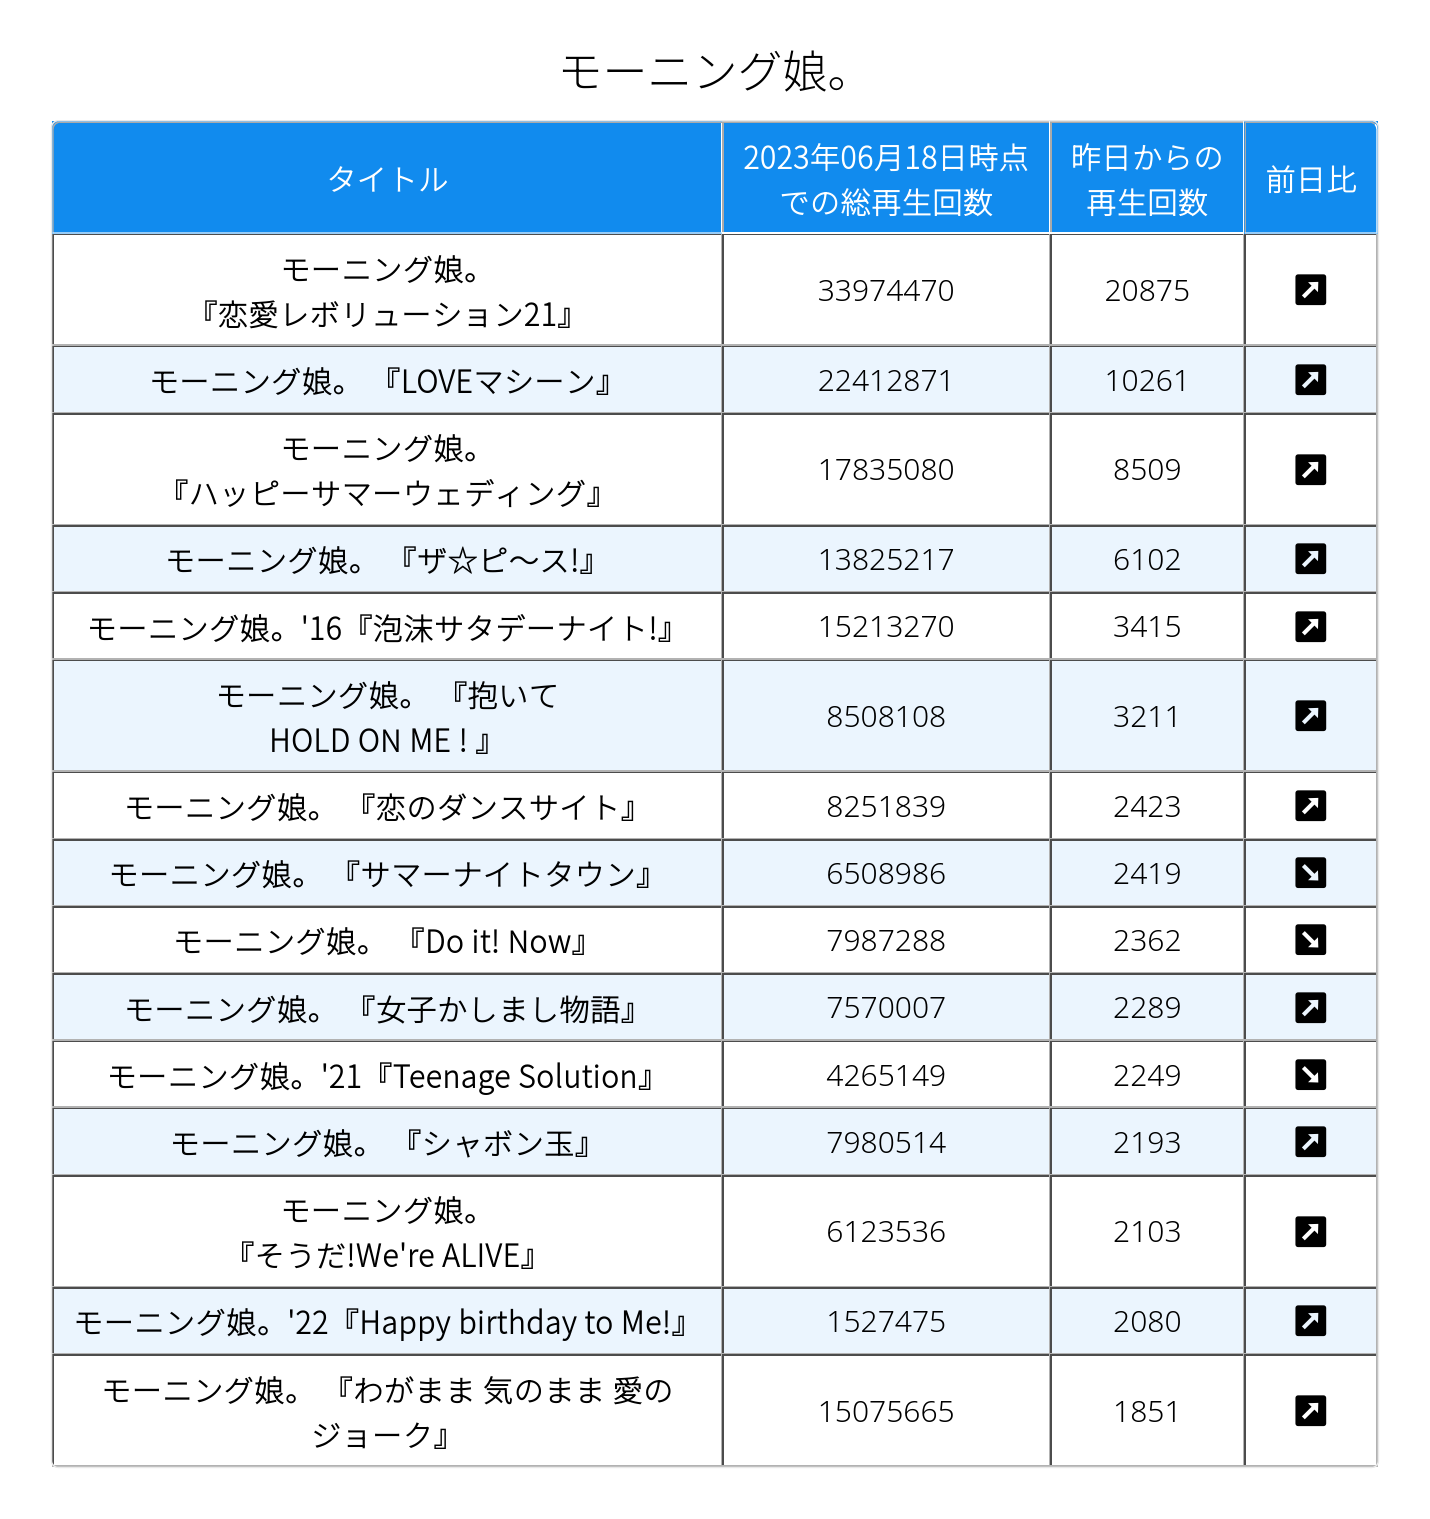 モーニング娘。
タイトル
2023年06月18日時点
での総再生回数
昨日からの
再生回数
前日比
モーニング娘。
『恋愛レボリューション21』
33974470
20875
モーニング娘。 『LOVEマシーン』
22412871
10261
モーニング娘。
『ハッピーサマーウェディング』
17835080
8509
モーニング娘。 『ザ☆ピ〜ス!』
13825217
6102
モーニング娘。'16『泡沫サタデーナイト!』
15213270
3415
モーニング娘。 『抱いて
HOLD ON ME ! 』
8508108
3211
モーニング娘。 『恋のダンスサイト』
8251839
2423
モーニング娘。 『サマーナイトタウン』
6508986
2419
モーニング娘。 『Do it! Now』
7987288
2362
モーニング娘。 『女子かしまし物語』
7570007
2289
モーニング娘。'21『Teenage Solution』
4265149
2249
モーニング娘。 『シャボン玉』
7980514
2193
モーニング娘。
『そうだ!We're ALIVE』
6123536
2103
モーニング娘。'22『Happy birthday to Me!』
1527475
2080
モーニング娘。 『わがまま 気のまま 愛の
ジョーク』
15075665
1851